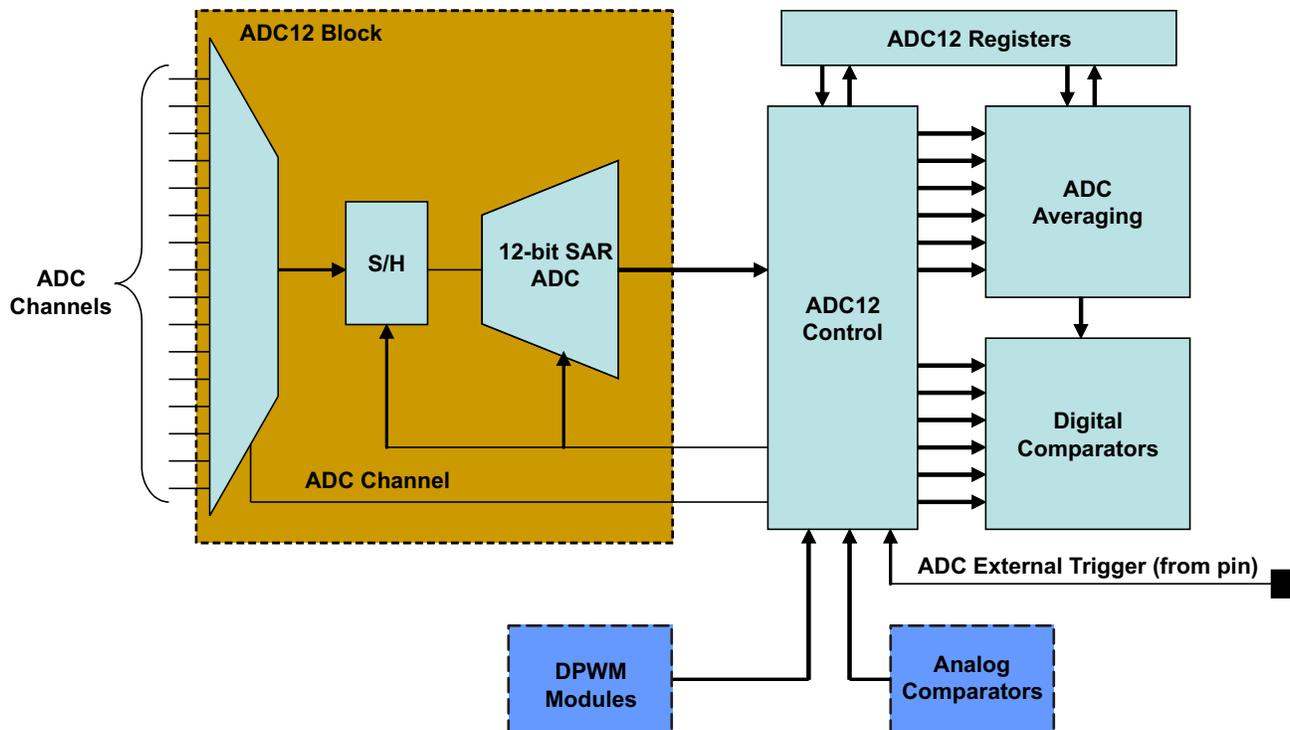 ADC12 Block
ADC12 Registers
ADC
Averaging
12-bit SAR
ADC
S/H
ADC
Channels
ADC12
Control
Digital
Comparators
ADC Channel
ADC External Trigger (from pin)
DPWM
Modules
Analog
Comparators